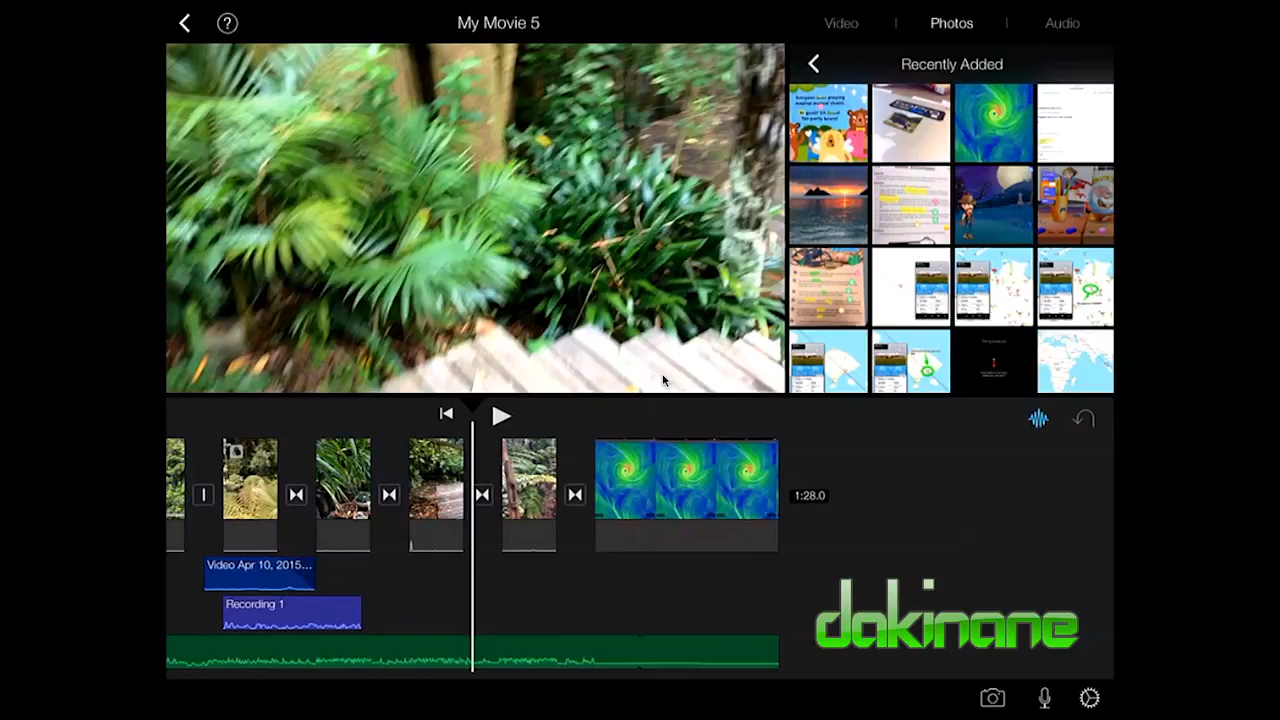 My Movie 5
Video
Photos
Audio
Recently Added
1:28.0
Video Apr 10, 2015...
Recording 1
dakinane